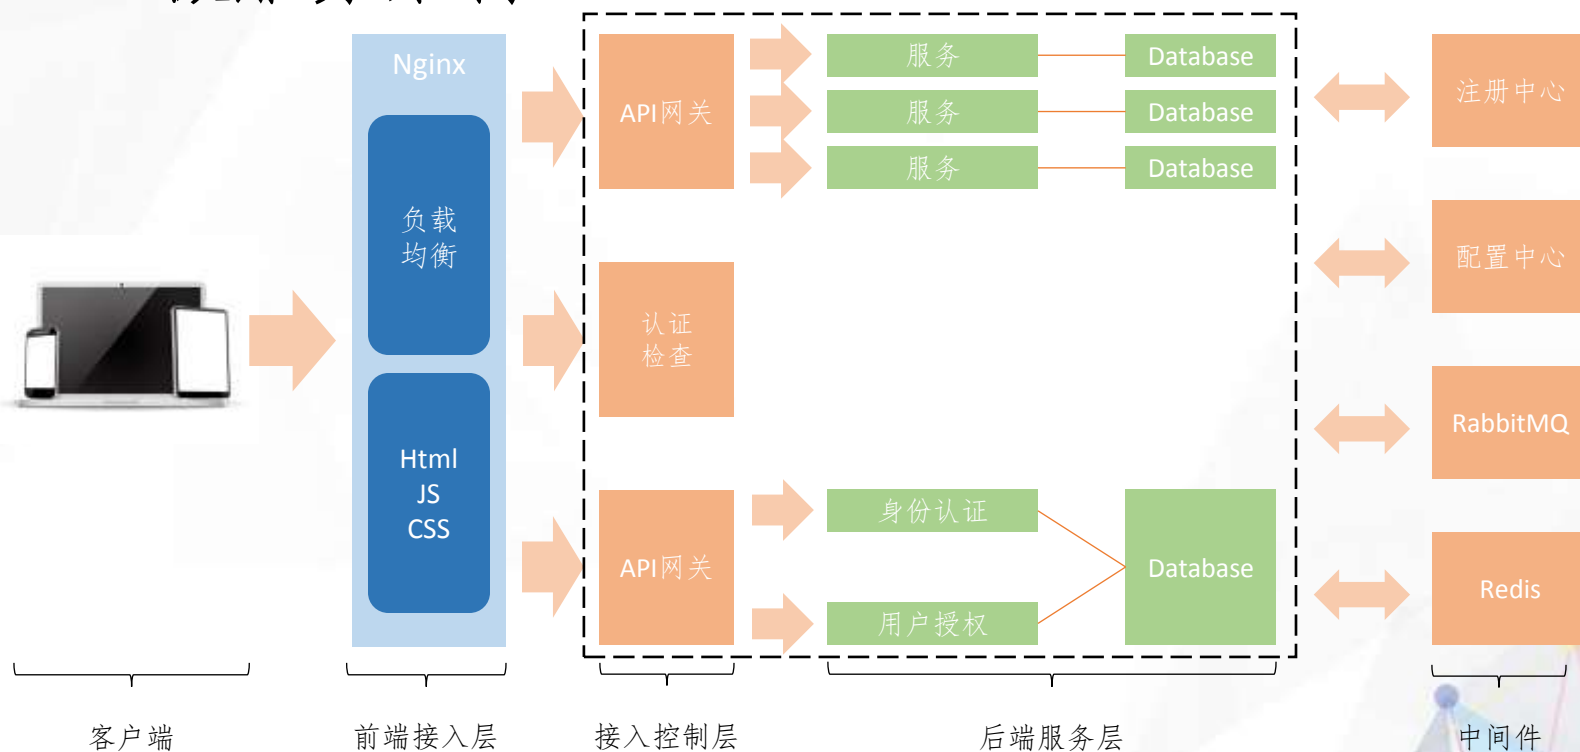 Nginx
负载
均衡
Html
JS
CSS
API网关
认证
检查
API网关
服务
Database
服务
Database
服务
Database
身份认证
用户授权
Database
注册中心
配置中心
RabbitMQ
Redis
客户端
前端接入层
接入控制层
后端服务层
中间件